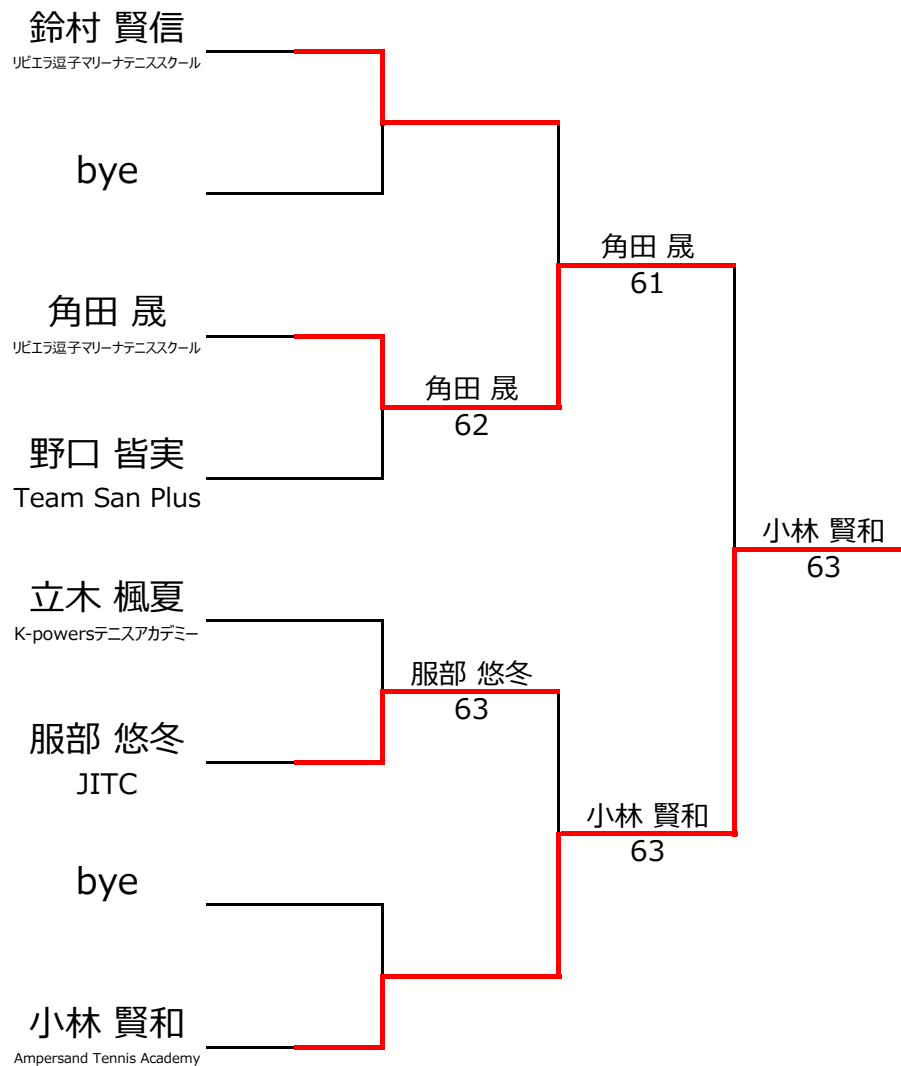 鈴村 賢信
リビエラ逗子マリーナテニススクール
bye
角田 晟
61
角田 晟
リビエラ逗子マリーナテニススクール
角田 晟
62
野口 皆実
Team San Plus
小林 賢和
63
立木 楓夏
K-powersテニスアカデミー
服部 悠冬
63
服部 悠冬
JITC
小林 賢和
63
bye
小林 賢和
Ampersand Tennis Academy